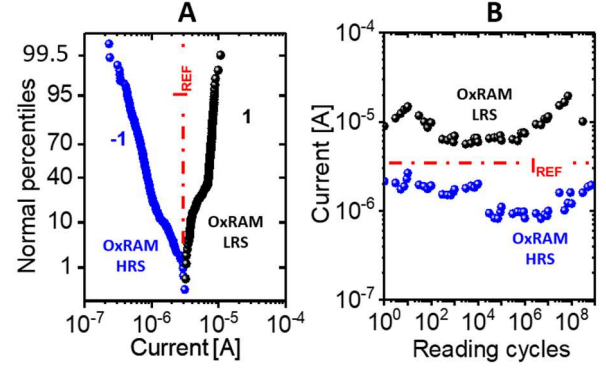 A
Normal percentiles
99.5
95
70
40
10
1
-1
I_REF
1
OxRAM
HRS
OxRAM
LRS
10^-7 10^-6 10^-5 10^-4
Current [A]
B
Current [A]
10^-4
10^-5
10^-6
10^-7
OxRAM
LRS
I_REF
OxRAM
HRS
10^0 10^2 10^4 10^6 10^8
Reading cycles